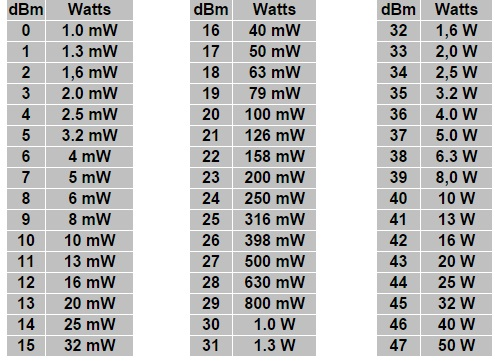 dBm Watts
0 1.0 mW
1 1.3 mW
2 1,6 mW
3 2.0 mW
4 2.5 mW
5 3.2 mW
6 4 mW
7 5 mW
8 6 mW
9 8 mW
10 10 mW
11 13 mW
12 16 mW
13 20 mW
14 25 mW
15 32 mW
dBm Watts
16 40 mW
17 50 mW
18 63 mW
19 79 mW
20 100 mW
21 126 mW
22 158 mW
23 200 mW
24 250 mW
25 316 mW
26 398 mW
27 500 mW
28 630 mW
29 800 mW
30 1.0 W
31 1.3 W
dBm Watts
32 1,6 W
33 2,0 W
34 2,5 W
35 3.2 W
36 4.0 W
37 5.0 W
38 6.3 W
39 8,0 W
40 10 W
41 13 W
42 16 W
43 20 W
44 25 W
45 32 W
46 40 W
47 50 W